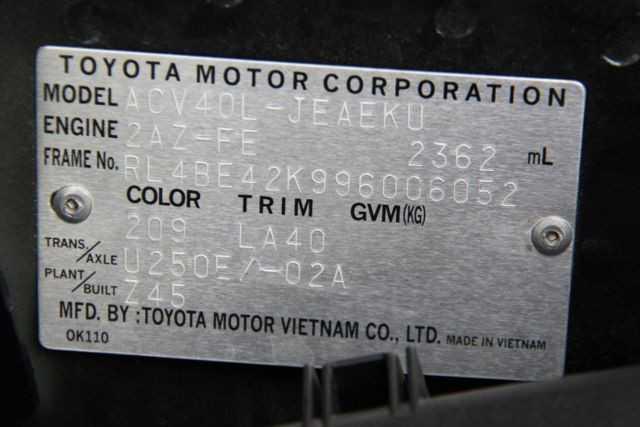 TOYOTA MOTOR CORPORATION
MODEL ACV40L-JEAEKU
ENGINE 2AZ-FE 2362 mL
FRAME No. RL4BE42K996006052
COLOR TRIM GVM(KG)
209 LA40
TRANS./AXLE U250E/-02A
PLANT/BUILT Z45
MFD. BY : TOYOTA MOTOR VIETNAM CO., LTD. MADE IN VIETNAM
OK110